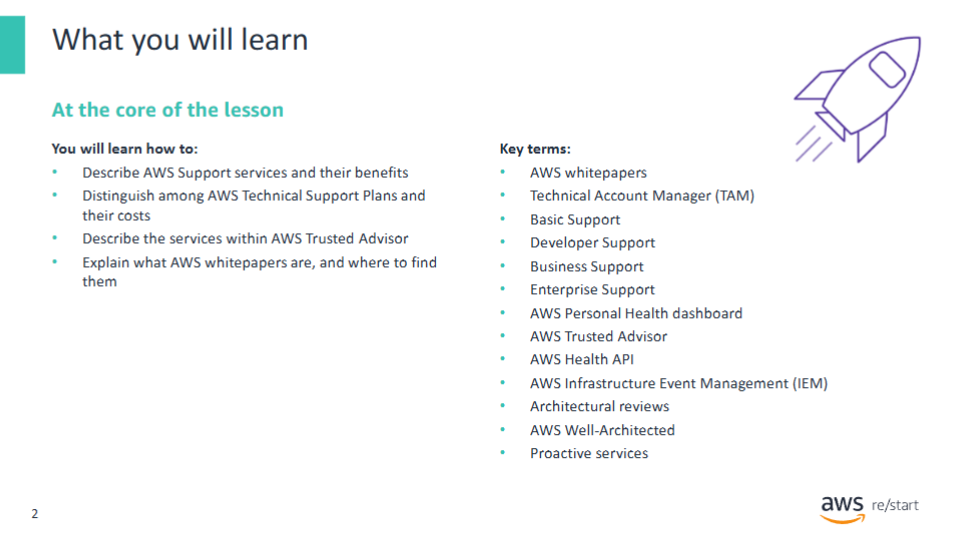 What you will learn
At the core of the lesson
You will learn how to:
• Describe AWS Support services and their benefits
• Distinguish among AWS Technical Support Plans and
their costs
• Describe the services within AWS Trusted Advisor
• Explain what AWS whitepapers are, and where to find
them
Key terms:
• AWS whitepapers
• Technical Account Manager (TAM)
• Basic Support
• Developer Support
• Business Support
• Enterprise Support
• AWS Personal Health dashboard
• AWS Trusted Advisor
• AWS Health API
• AWS Infrastructure Event Management (IEM)
• Architectural reviews
• AWS Well-Architected
• Proactive services
2
aws re/start